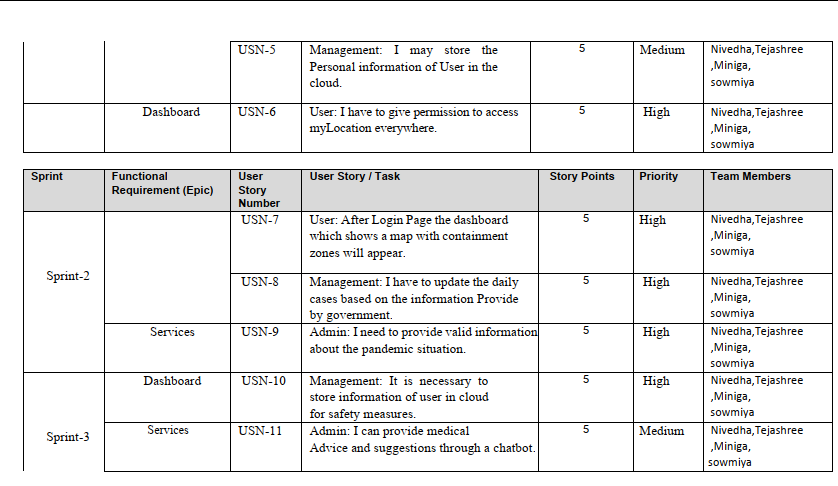 USN-5 Management: I may store the 5 Medium Nivedha,Tejashree
Personal information of User in the ,Miniga,
cloud. sowmiya
Dashboard USN-6 User: I have to give permission to access 5 High Nivedha,Tejashree
myLocation everywhere. ,Miniga,
sowmiya
Sprint Functional User User Story / Task Story Points Priority Team Members
Requirement (Epic) Story
Number
USN-7 User: After Login Page the dashboard 5 High Nivedha,Tejashree
which shows a map with containment ,Miniga,
zones will appear. sowmiya
Sprint-2
USN-8 Management: I have to update the daily 5 High Nivedha,Tejashree
cases based on the information Provide ,Miniga,
by government. sowmiya
Services USN-9 Admin: I need to provide valid information 5 High Nivedha,Tejashree
about the pandemic situation. ,Miniga,
sowmiya
Dashboard USN-10 Management: It is necessary to 5 High Nivedha,Tejashree
store information of user in cloud ,Miniga,
for safety measures. sowmiya
Sprint-3
Services USN-11 Admin: I can provide medical 5 Medium Nivedha,Tejashree
Advice and suggestions through a chatbot. ,Miniga,
sowmiya